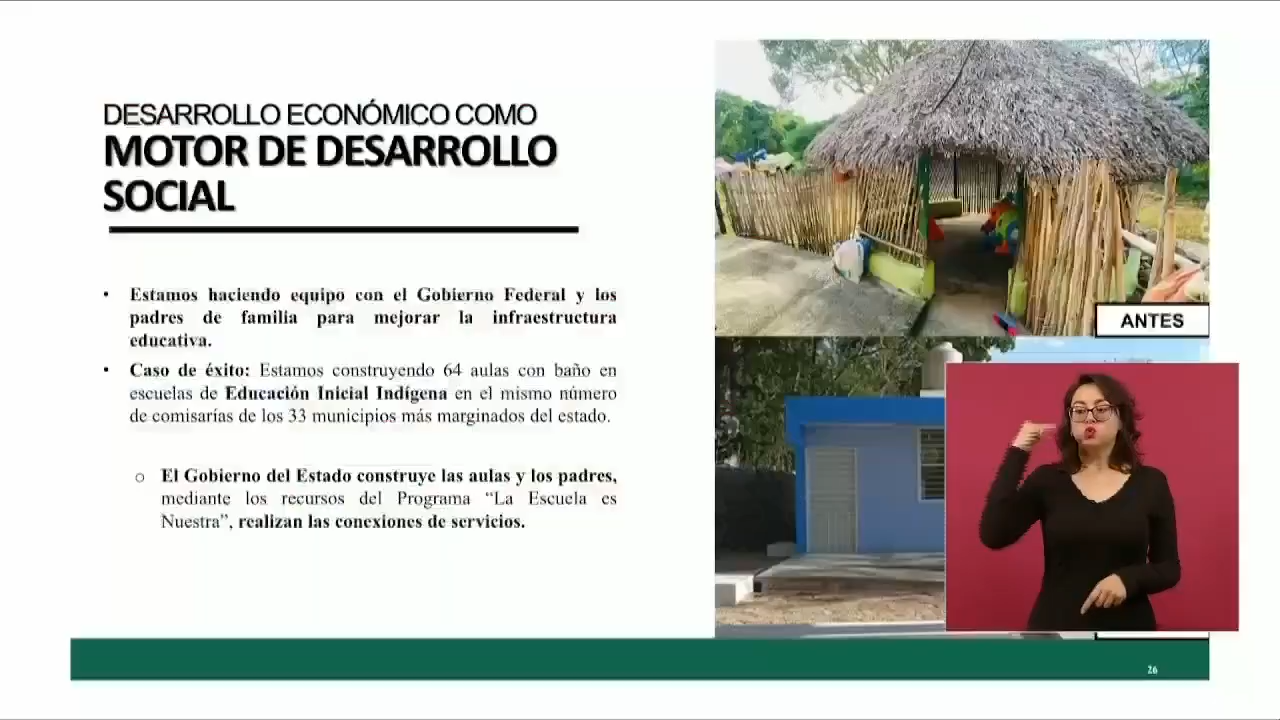 DESARROLLO ECONÓMICO COMO
MOTOR DE DESARROLLO
SOCIAL
• Estamos haciendo equipo con el Gobierno Federal y los
padres de familia para mejorar la infraestructura
educativa.
• Caso de éxito: Estamos construyendo 64 aulas con baño en
escuelas de Educación Inicial Indígena en el mismo número
de comisarías de los 33 municipios más marginados del estado.
o El Gobierno del Estado construye las aulas y los padres,
mediante los recursos del Programa “La Escuela es
Nuestra”, realizan las conexiones de servicios.
ANTES
26